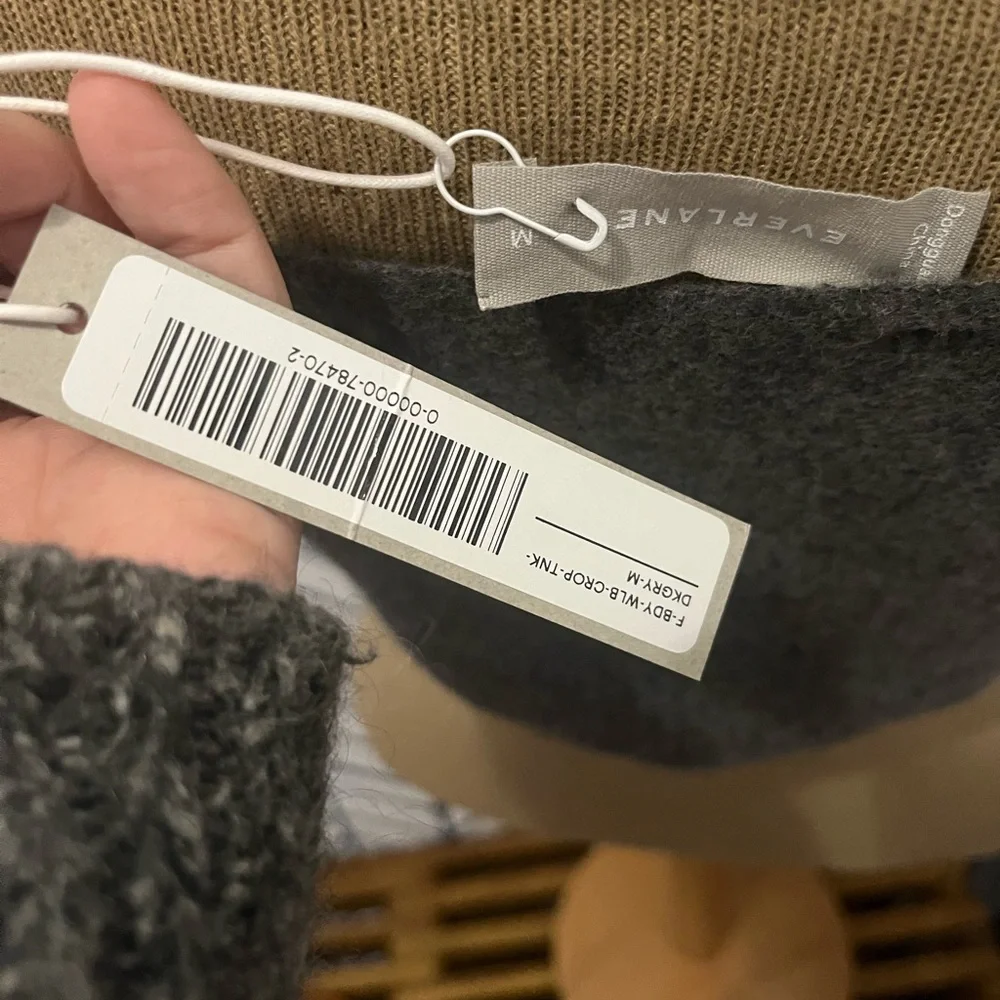 EVERLANE
M
Dongguan
China
F-BDY-WLB-CROP-TNK-
DKGRY-M
0-00000-78470-2